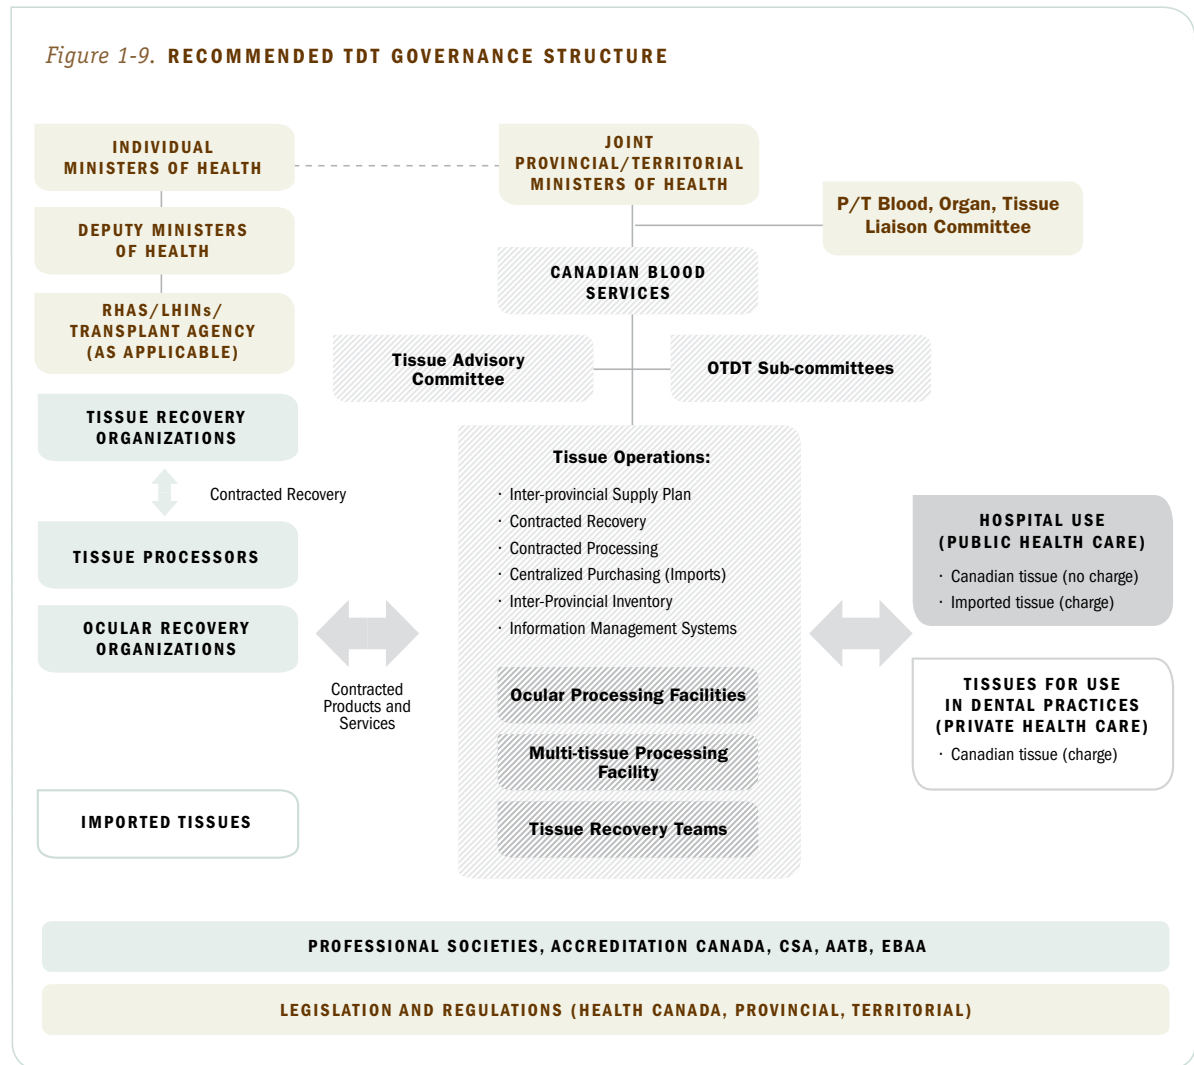 Figure 1-9. RECOMMENDED TDT GOVERNANCE STRUCTURE
INDIVIDUAL
MINISTERS OF HEALTH
DEPUTY MINISTERS
OF HEALTH
RHAS/LHINs/
TRANSPLANT AGENCY
(AS APPLICABLE)
TISSUE RECOVERY
ORGANIZATIONS
Contracted Recovery
TISSUE PROCESSORS
OCULAR RECOVERY
ORGANIZATIONS
Contracted
Products and
Services
IMPORTED TISSUES
JOINT
PROVINCIAL/TERRITORIAL
MINISTERS OF HEALTH
P/T Blood, Organ, Tissue
Liaison Committee
CANADIAN BLOOD
SERVICES
Tissue Advisory
Committee
OTDT Sub-committees
Tissue Operations:
· Inter-provincial Supply Plan
· Contracted Recovery
· Contracted Processing
· Centralized Purchasing (Imports)
· Inter-Provincial Inventory
· Information Management Systems
Ocular Processing Facilities
Multi-tissue Processing
Facility
Tissue Recovery Teams
HOSPITAL USE
(PUBLIC HEALTH CARE)
· Canadian tissue (no charge)
· Imported tissue (charge)
TISSUES FOR USE
IN DENTAL PRACTICES
(PRIVATE HEALTH CARE)
· Canadian tissue (charge)
PROFESSIONAL SOCIETIES, ACCREDITATION CANADA, CSA, AATB, EBAA
LEGISLATION AND REGULATIONS (HEALTH CANADA, PROVINCIAL, TERRITORIAL)